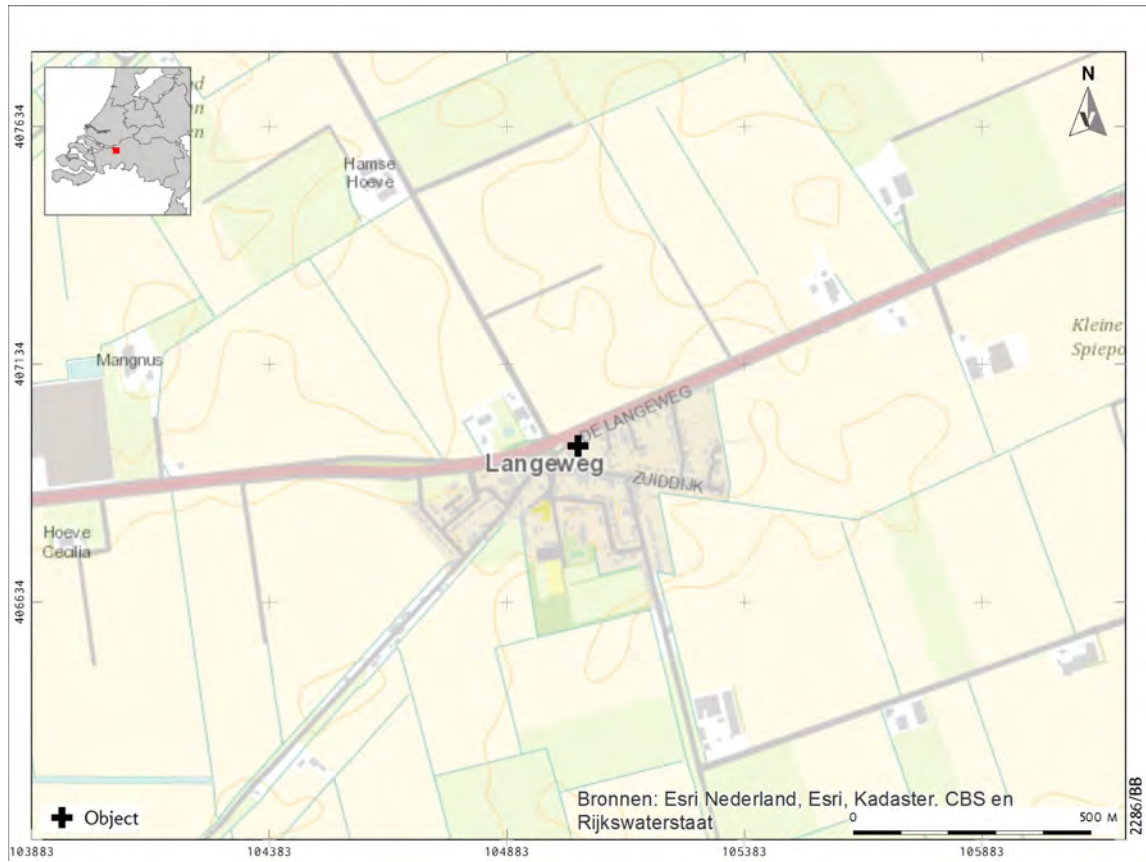 N
407634
Hamse
Hoeve
Kleine
Mangnus
407134
DE LANGEWEG
Langeweg
ZUIDDIJK
Hoeve
Cecilia
406634
Bronnen: Esri Nederland, Esri, Kadaster. CBS en
Rijkswaterstaat
Object
0
500 M
2286/BB
103883
104383
104883
105383
105883